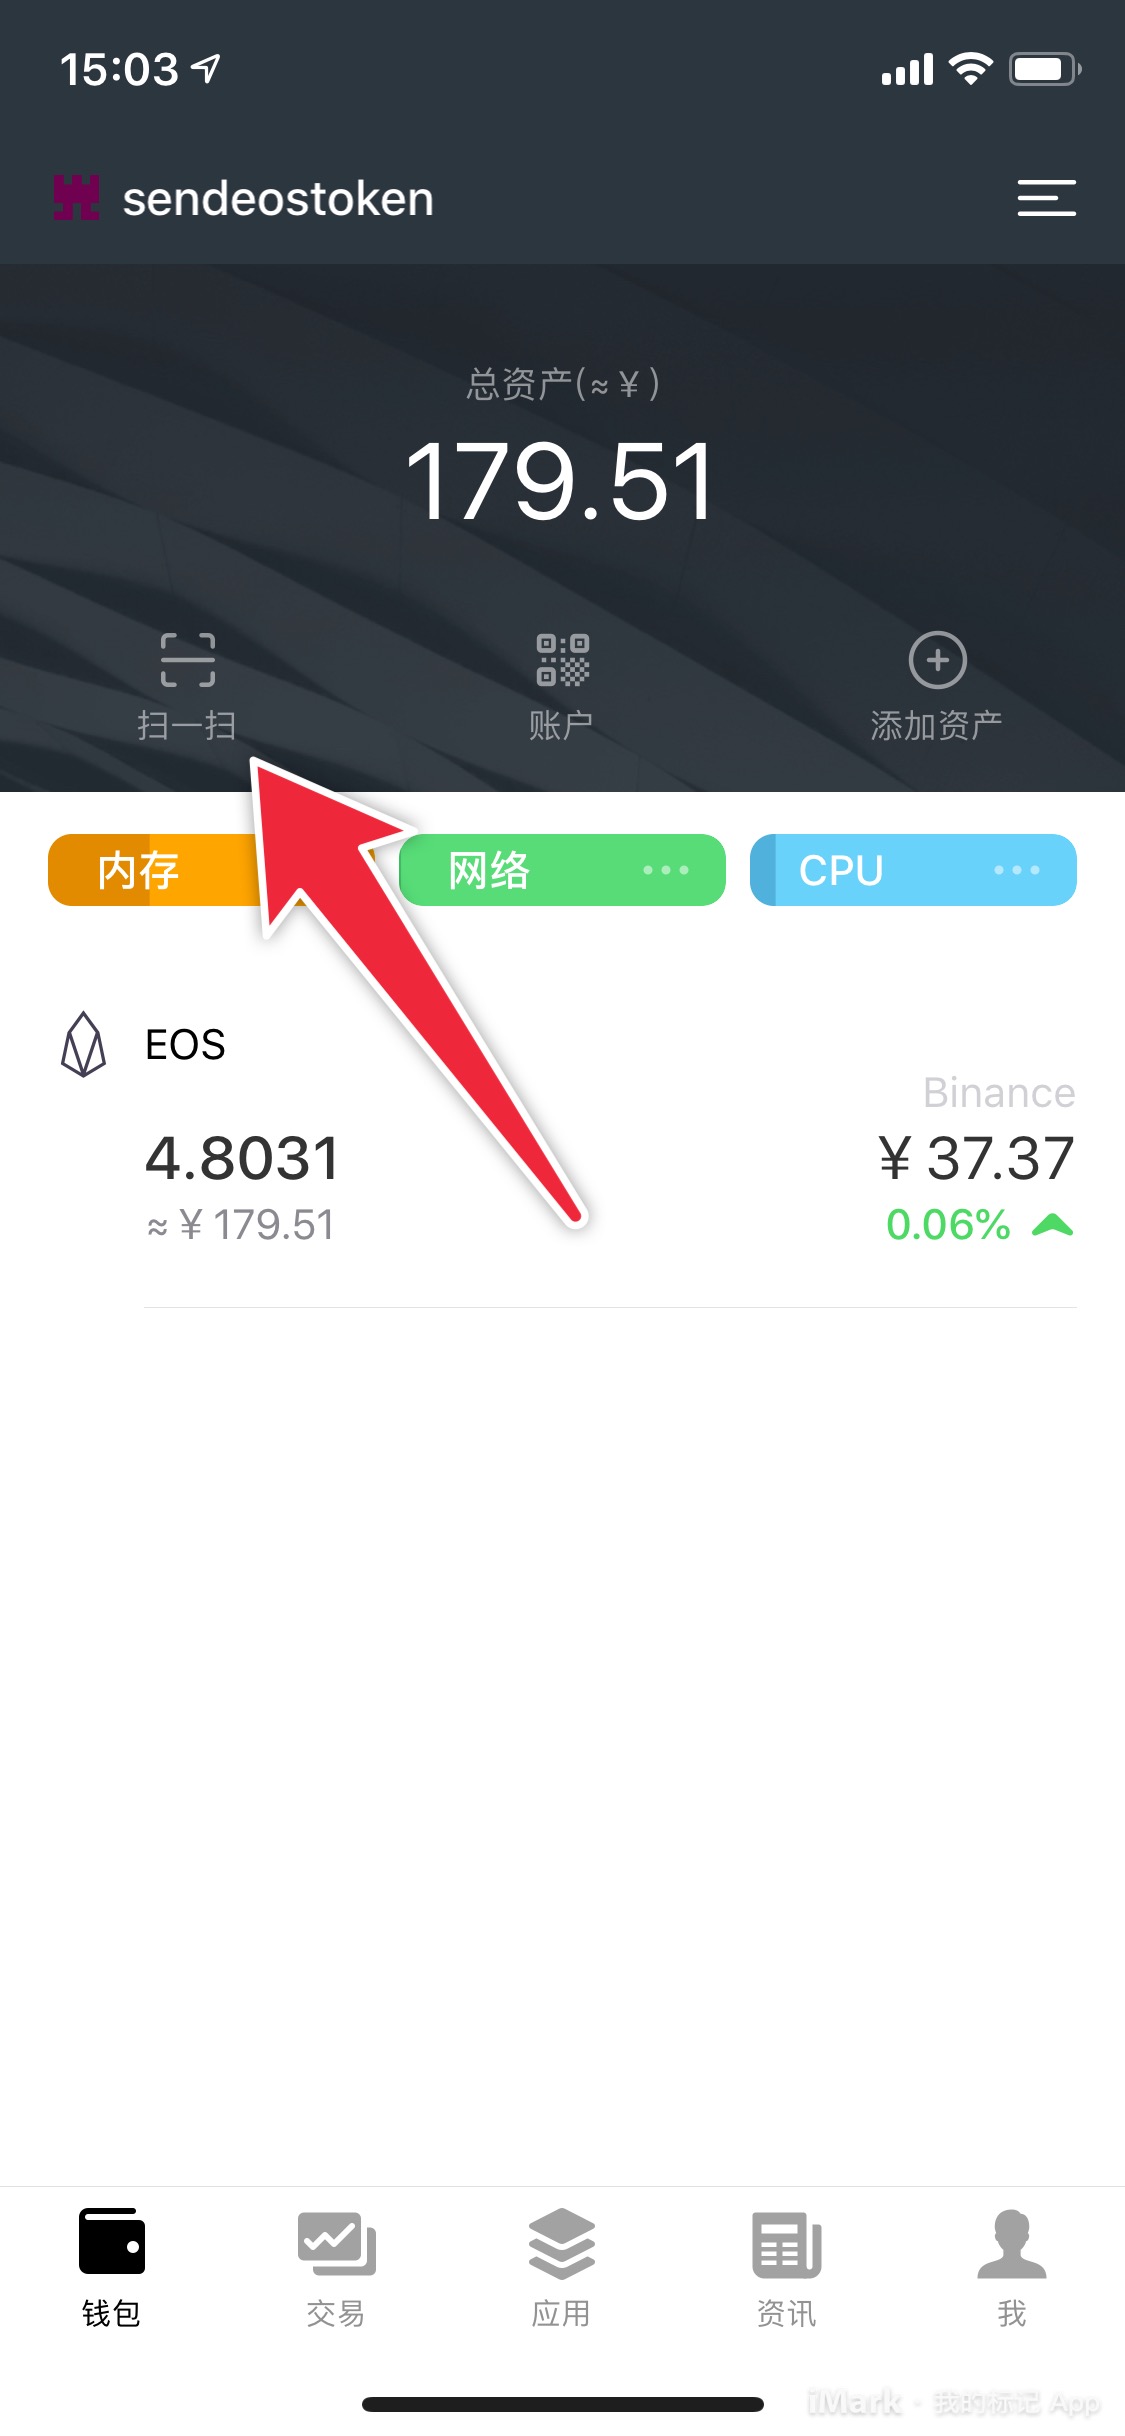 15:03
sendeostoken
总资产(≈￥)
179.51
扫一扫
账户
添加资产
内存
网络
CPU
EOS
Binance
4.8031
￥37.37
≈￥179.51
0.06%
钱包
交易
应用
资讯
我
iMark · 我的标记 App